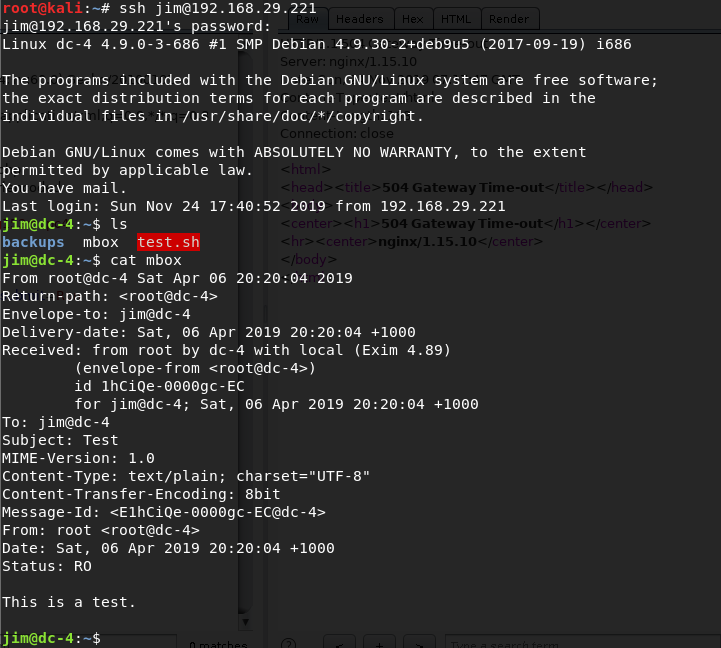 root@kali:~# ssh jim@192.168.29.221
jim@192.168.29.221's password:
Linux dc-4 4.9.0-3-686 #1 SMP Debian 4.9.30-2+deb9u5 (2017-09-19) i686
The programs included with the Debian GNU/Linux system are free software;
the exact distribution terms for each program are described in the
individual files in /usr/share/doc/*/copyright.
Debian GNU/Linux comes with ABSOLUTELY NO WARRANTY, to the extent
permitted by applicable law.
You have mail.
Last login: Sun Nov 24 17:40:52 2019 from 192.168.29.221
jim@dc-4:~$ ls
backups mbox test.sh
jim@dc-4:~$ cat mbox
From root@dc-4 Sat Apr 06 20:20:04 2019
Return-path: <root@dc-4>
Envelope-to: jim@dc-4
Delivery-date: Sat, 06 Apr 2019 20:20:04 +1000
Received: from root by dc-4 with local (Exim 4.89)
(envelope-from <root@dc-4>)
id 1hCiQe-0000gc-EC
for jim@dc-4; Sat, 06 Apr 2019 20:20:04 +1000
To: jim@dc-4
Subject: Test
MIME-Version: 1.0
Content-Type: text/plain; charset="UTF-8"
Content-Transfer-Encoding: 8bit
Message-Id: <E1hCiQe-0000gc-EC@dc-4>
From: root <root@dc-4>
Date: Sat, 06 Apr 2019 20:20:04 +1000
Status: RO
This is a test.
jim@dc-4:~$
Raw Headers Hex HTML Render
Server: nginx/1.15.10
Connection: close
<html>
<head><title>504 Gateway Time-out</title></head>
<center><h1>504 Gateway Time-out</h1></center>
<hr><center>nginx/1.15.10</center>
</body>
0 matches ? < + > Type a search term